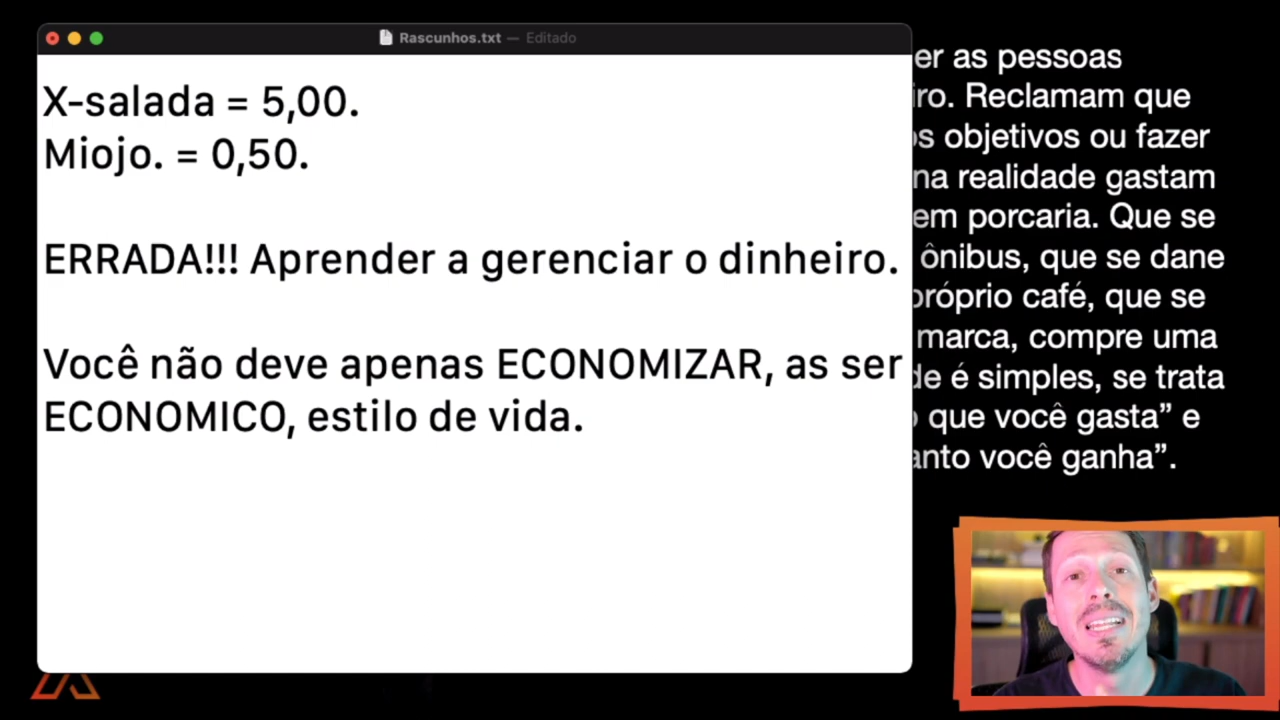 Rascunhos.txt — Editado
X-salada = 5,00.
Miojo. = 0,50.
ERRADA!!! Aprender a gerenciar o dinheiro.
Você não deve apenas ECONOMIZAR, as ser
ECONOMICO, estilo de vida.
er as pessoas
iro. Reclamam que
os objetivos ou fazer
na realidade gastam
em porcaria. Que se
ônibus, que se dane
próprio café, que se
marca, compre uma
de é simples, se trata
que você gasta” e
anto você ganha”.